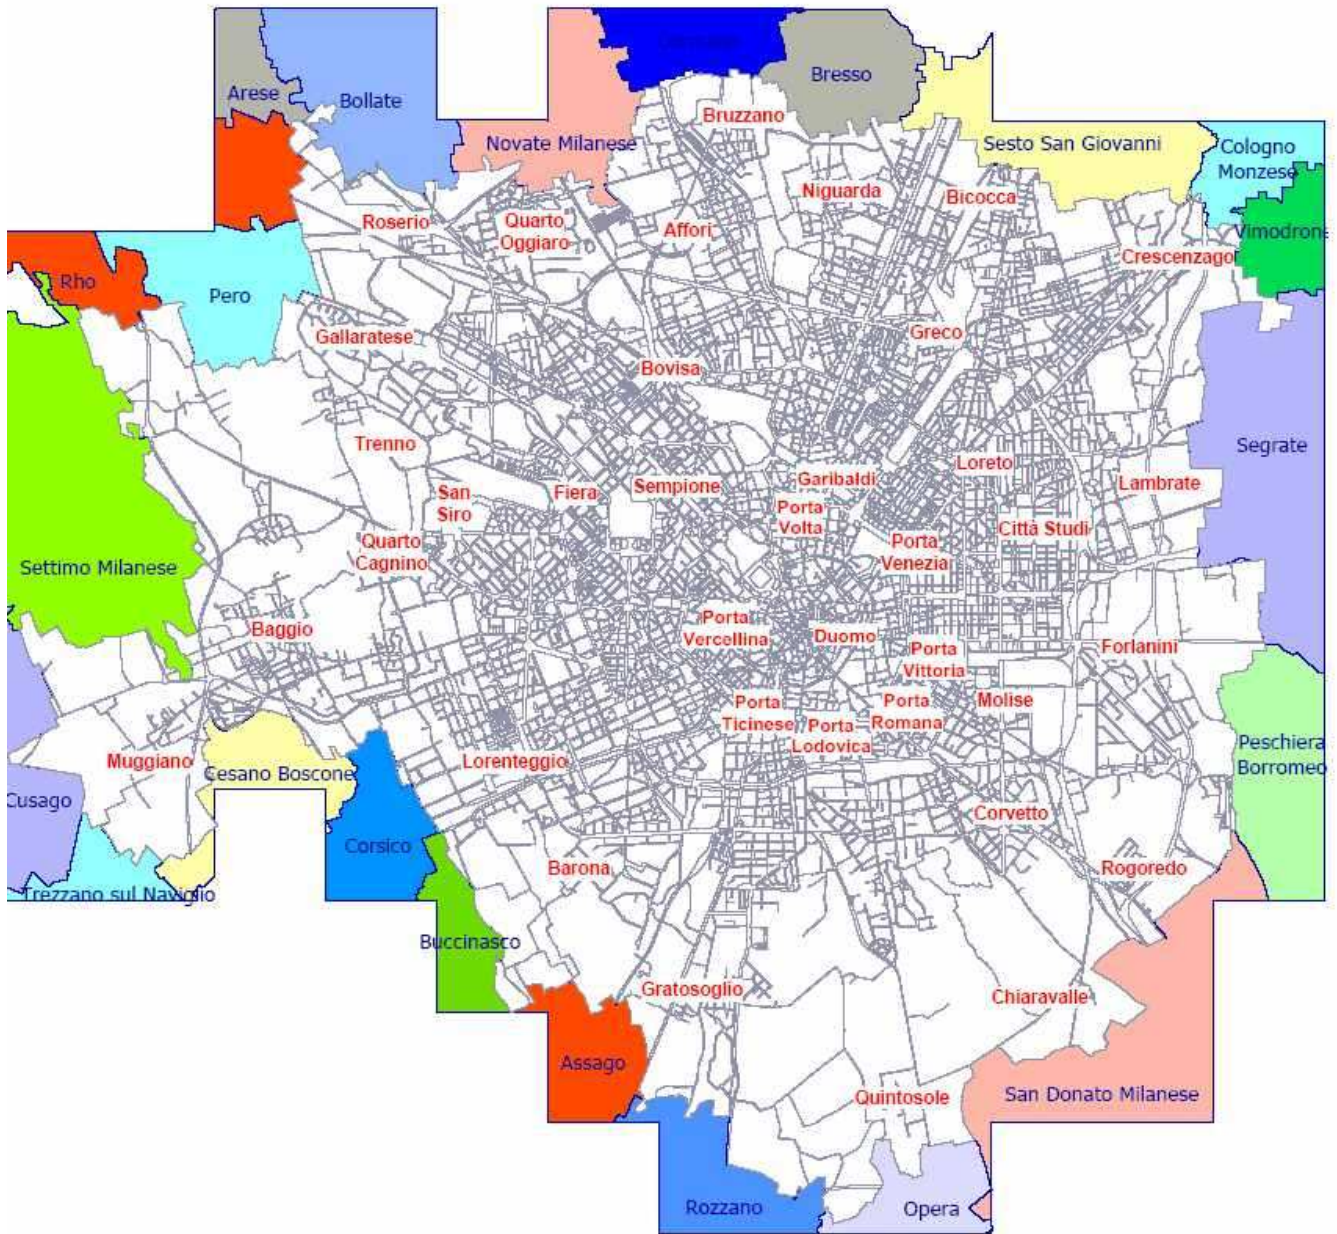 Bresso
Arese
Bollate
Bruzzano
Novate Milanese
Sesto San Giovanni
Cologno
Monzese
Niguarda
Bicocca
Roserio
Quarto
Oggiaro
Affori
Vimodrone
Crescenzago
Rho
Pero
Gallaratese
Greco
Bovisa
Trenno
Segrate
Loreto
Garibaldi
Lambrate
San
Siro
Fiera
Sempione
Porta
Volta
Città Studi
Quarto
Cagnino
Porta
Venezia
Settimo Milanese
Baggio
Porta
Vercellina
Duomo
Porta
Vittoria
Forlanini
Porta
Ticinese
Porta
Lodovica
Porta
Romana
Molise
Peschiera
Borromeo
Muggiano
Cesano Boscone
Lorenteggio
Cusago
Corvetto
Corsico
Barona
Rogoredo
Trezzano sul Naviglio
Buccinasco
Gratosoglio
Chiaravalle
Assago
Quintosole
San Donato Milanese
Rozzano
Opera